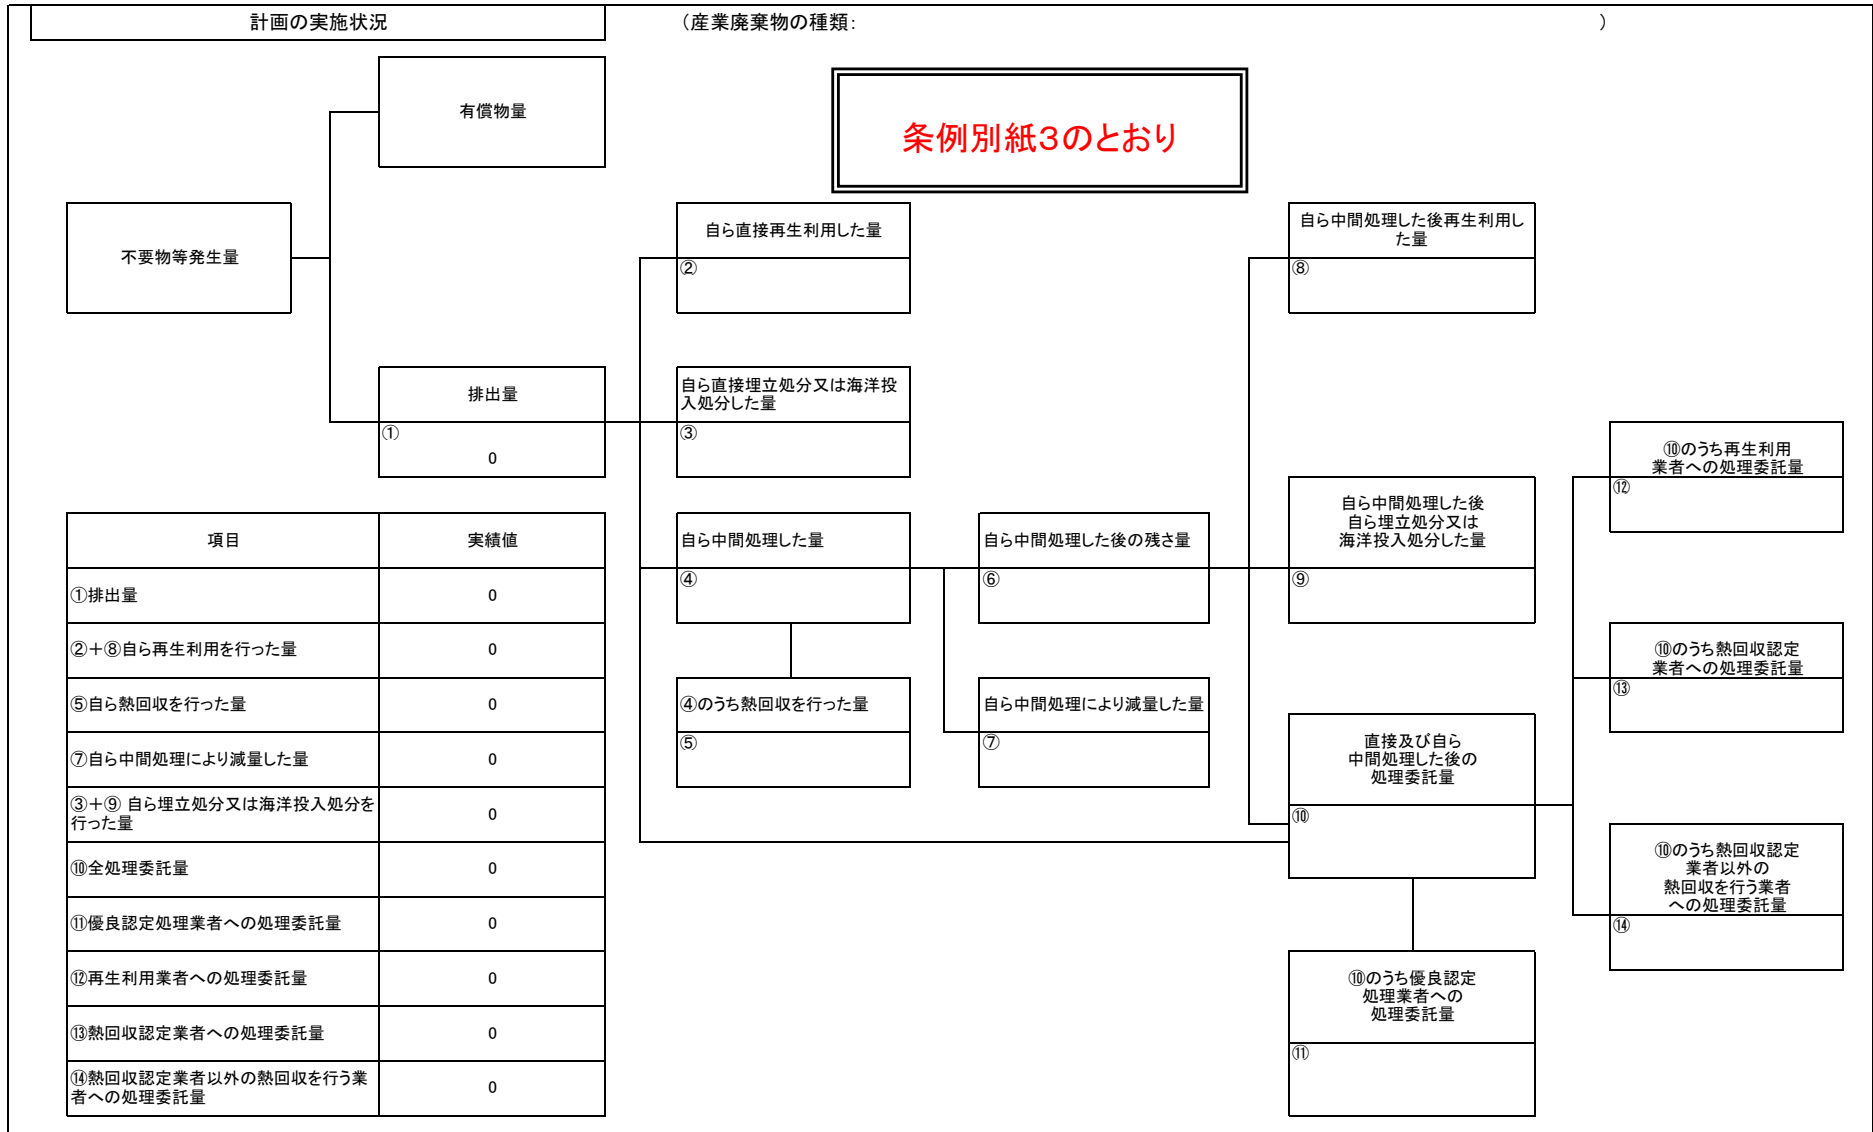 計画の実施状況
(産業廃棄物の種類: )
有償物量
条例別紙3のとおり
不要物等発生量
自ら直接再生利用した量
②
自ら中間処理した後再生利用し
た量
⑧
排出量
①
0
自ら直接埋立処分又は海洋投
入処分した量
③
⑩のうち再生利用
業者への処理委託量
⑫
自ら中間処理した量
④
自ら中間処理した後の残さ量
⑥
自ら中間処理した後
自ら埋立処分又は
海洋投入処分した量
⑨
⑩のうち熱回収認定
業者への処理委託量
⑬
④のうち熱回収を行った量
⑤
自ら中間処理により減量した量
⑦
直接及び自ら
中間処理した後の
処理委託量
⑩
⑩のうち熱回収認定
業者以外の
熱回収を行う業者
への処理委託量
⑭
⑩のうち優良認定
処理業者への
処理委託量
⑪
項目 実績値
①排出量 0
②+⑧自ら再生利用を行った量 0
⑤自ら熱回収を行った量 0
⑦自ら中間処理により減量した量 0
③+⑨ 自ら埋立処分又は海洋投入処分を
行った量 0
⑩全処理委託量 0
⑪優良認定処理業者への処理委託量 0
⑫再生利用業者への処理委託量 0
⑬熱回収認定業者への処理委託量 0
⑭熱回収認定業者以外の熱回収を行う業
者への処理委託量 0